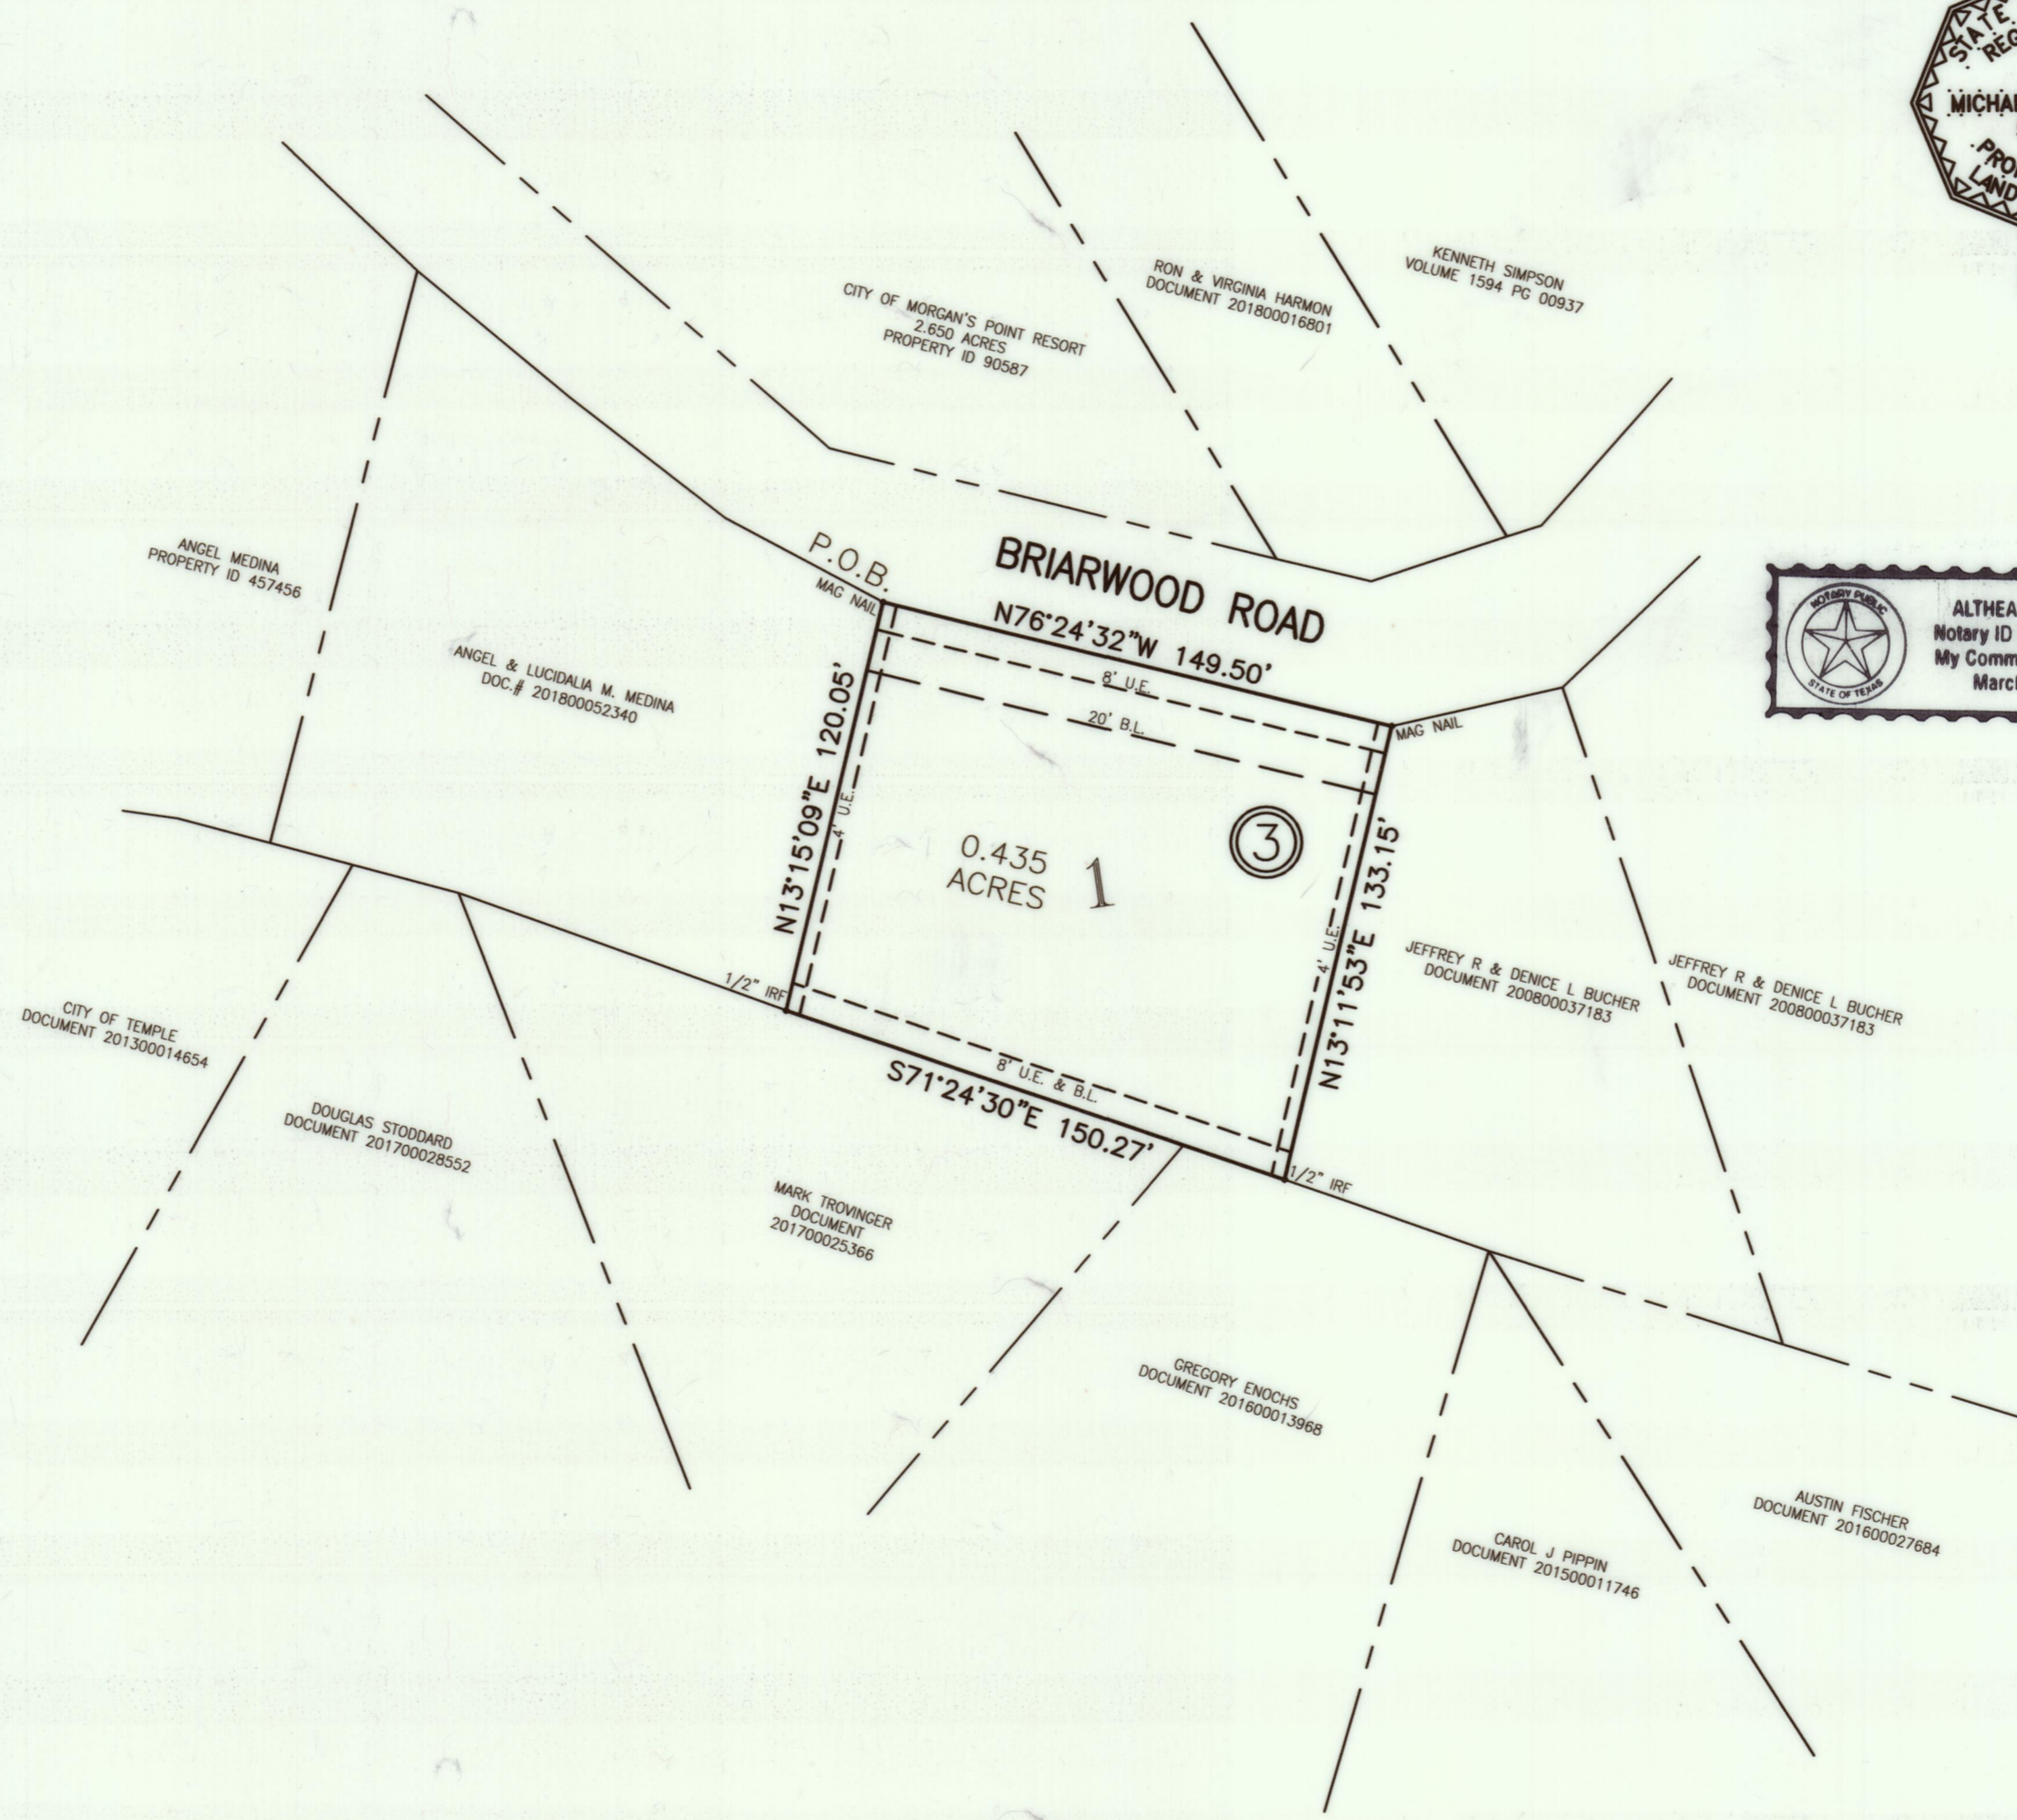 STATE
REG
MICHA
PRO
LAND
KENNETH SIMPSON
VOLUME 1594 PG 00937
RON & VIRGINIA HARMON
DOCUMENT 201800016801
CITY OF MORGAN'S POINT RESORT
2.650 ACRES
PROPERTY ID 90587
ANGEL MEDINA
PROPERTY ID 457456
ANGEL & LUCIDALIA M. MEDINA
DOC.# 201800052340
P.O.B.
MAG NAIL
BRIARWOOD ROAD
N76°24'32"W 149.50'
8' U.E.
20' B.L.
MAG NAIL
NOTARY PUBLIC
STATE OF TEXAS
ALTHEA
Notary ID
My Comm
Marc
N13°15'09"E 120.05'
4' U.E.
0.435
ACRES
1
3
4' U.E.
N13°11'53"E 133.15'
JEFFREY R & DENICE L BUCHER
DOCUMENT 200800037183
JEFFREY R & DENICE L BUCHER
DOCUMENT 200800037183
1/2" IRF
8' U.E. & B.L.
S71°24'30"E 150.27'
1/2" IRF
CITY OF TEMPLE
DOCUMENT 201300014654
DOUGLAS STODDARD
DOCUMENT 201700028552
MARK TROVINGER
DOCUMENT
201700025366
GREGORY ENOCHS
DOCUMENT 201600013968
CAROL J PIPPIN
DOCUMENT 201500011746
AUSTIN FISCHER
DOCUMENT 201600027684